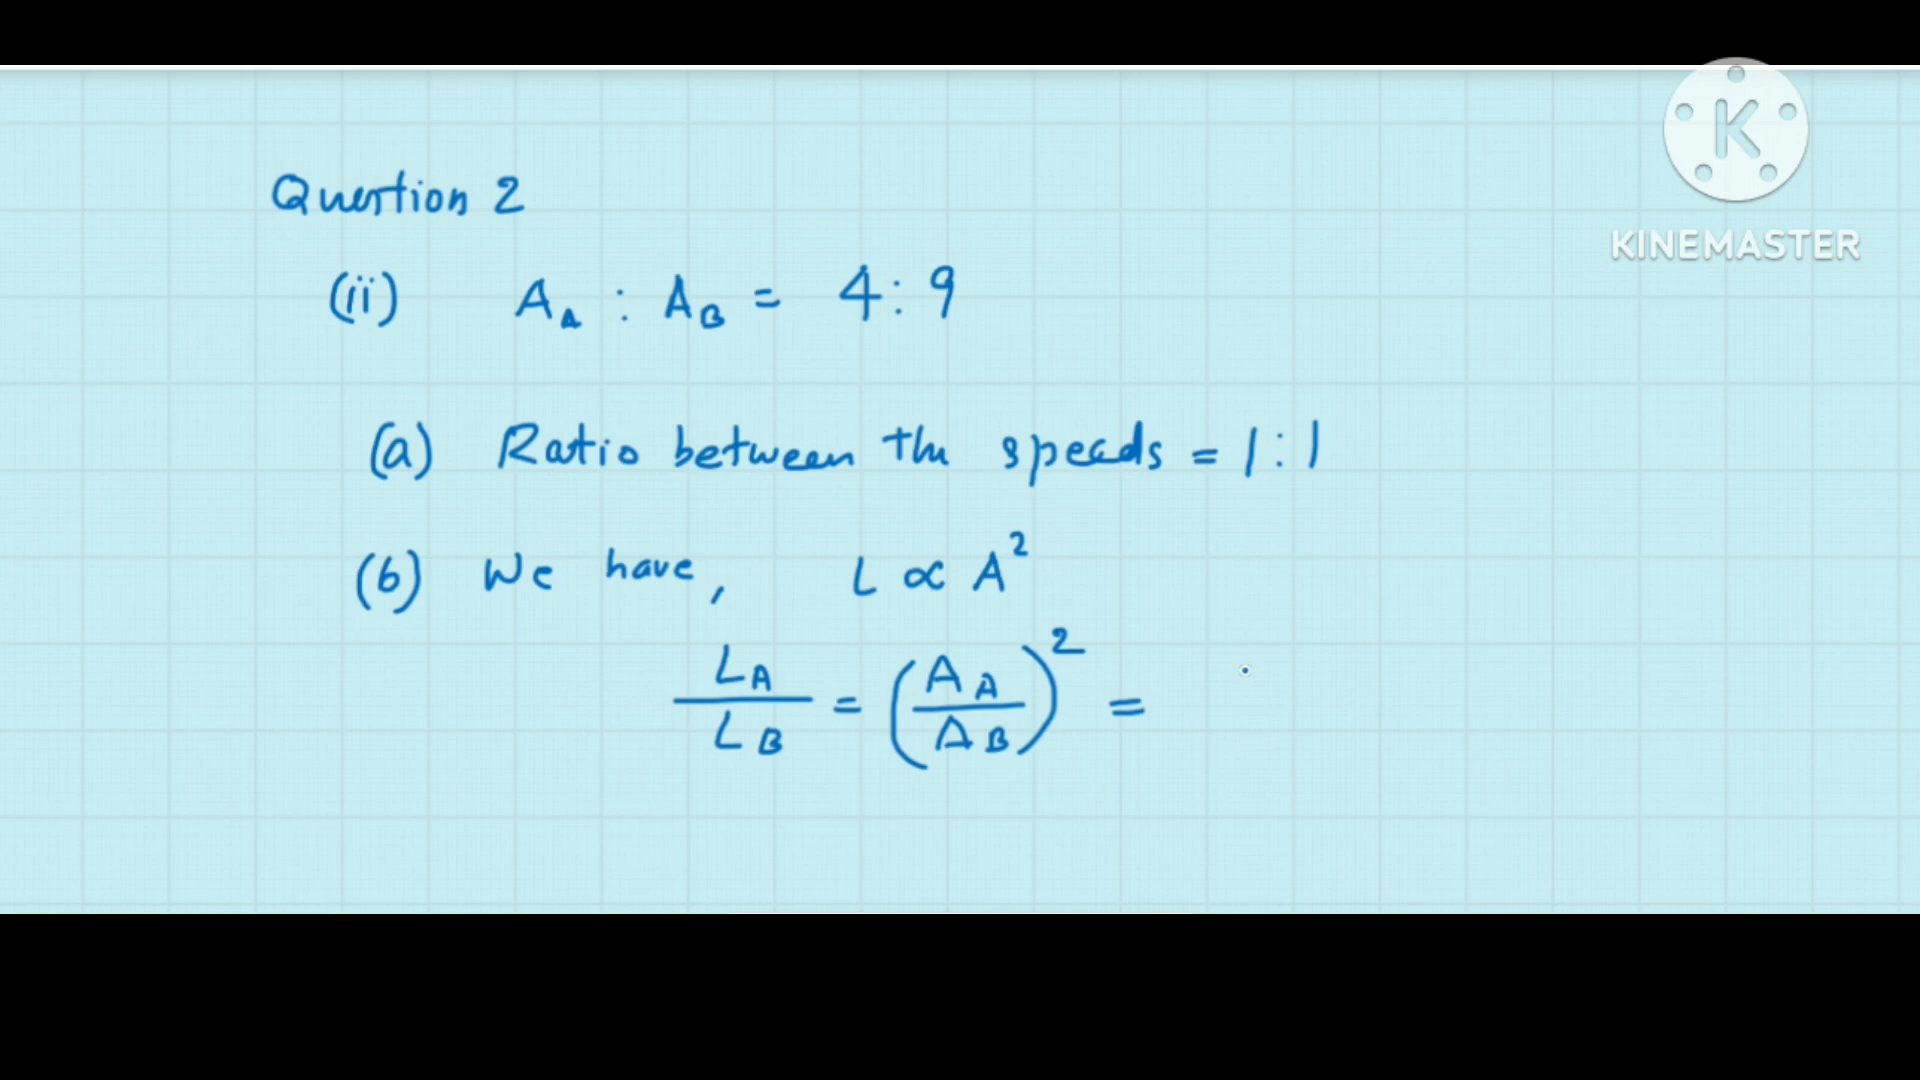 Question 2
(ii) A_A : A_B = 4 : 9
(a) Ratio between the speeds = 1 : 1
(b) We have, L ∝ A²
L_A / L_B = (A_A / A_B)² =
K
KINEMASTER